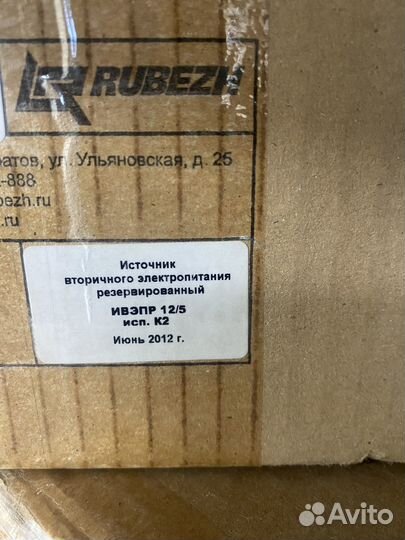 RUBEZH
ул. Ульяновская, д. 25
-888
bezh.ru
.ru
Источник
вторичного электропитания
резервированный
ИВЭПР 12/5
исп. К2
Июнь 2012 г.
Avito